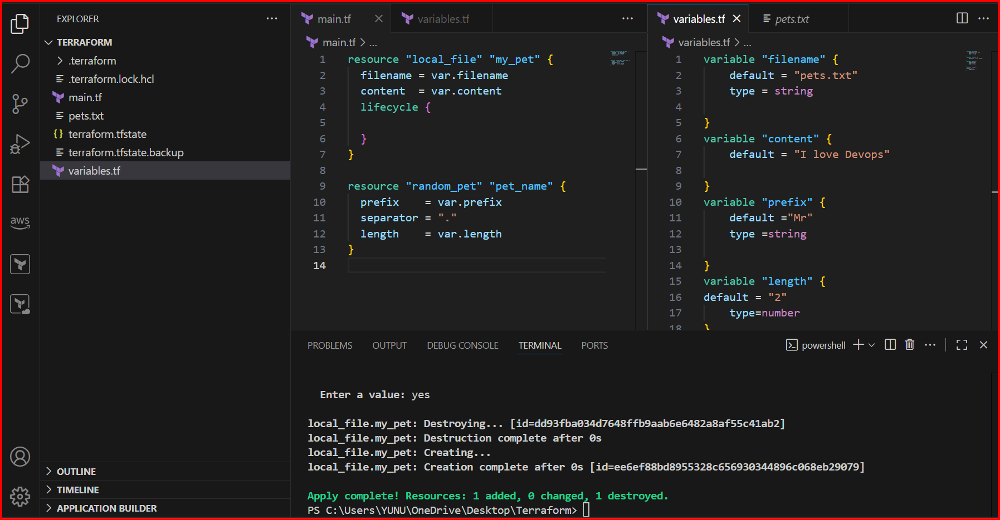 EXPLORER
TERRAFORM
.terraform
.terraform.lock.hcl
main.tf
pets.txt
{} terraform.tfstate
terraform.tfstate.backup
variables.tf
OUTLINE
TIMELINE
APPLICATION BUILDER
aws
main.tf
variables.tf
main.tf > ...
1 resource "local_file" "my_pet" {
2   filename = var.filename
3   content  = var.content
4   lifecycle {
5
6   }
7 }
8
9 resource "random_pet" "pet_name" {
10   prefix    = var.prefix
11   separator = "."
12   length    = var.length
13 }
14
variables.tf
pets.txt
variables.tf > ...
1 variable "filename" {
2     default = "pets.txt"
3     type = string
4
5 }
6 variable "content" {
7     default = "I love Devops"
8
9 }
10 variable "prefix" {
11     default ="Mr"
12     type =string
13
14 }
15 variable "length" {
16 default = "2"
17     type=number
18 }
PROBLEMS OUTPUT DEBUG CONSOLE TERMINAL PORTS
powershell
Enter a value: yes
local_file.my_pet: Destroying... [id=dd93fba034d7648ffb9aab6e6482a8af55c41ab2]
local_file.my_pet: Destruction complete after 0s
local_file.my_pet: Creating...
local_file.my_pet: Creation complete after 0s [id=ee6ef88bd8955328c656930344896c068eb29079]
Apply complete! Resources: 1 added, 0 changed, 1 destroyed.
PS C:\Users\YUNU\OneDrive\Desktop\Terraform>